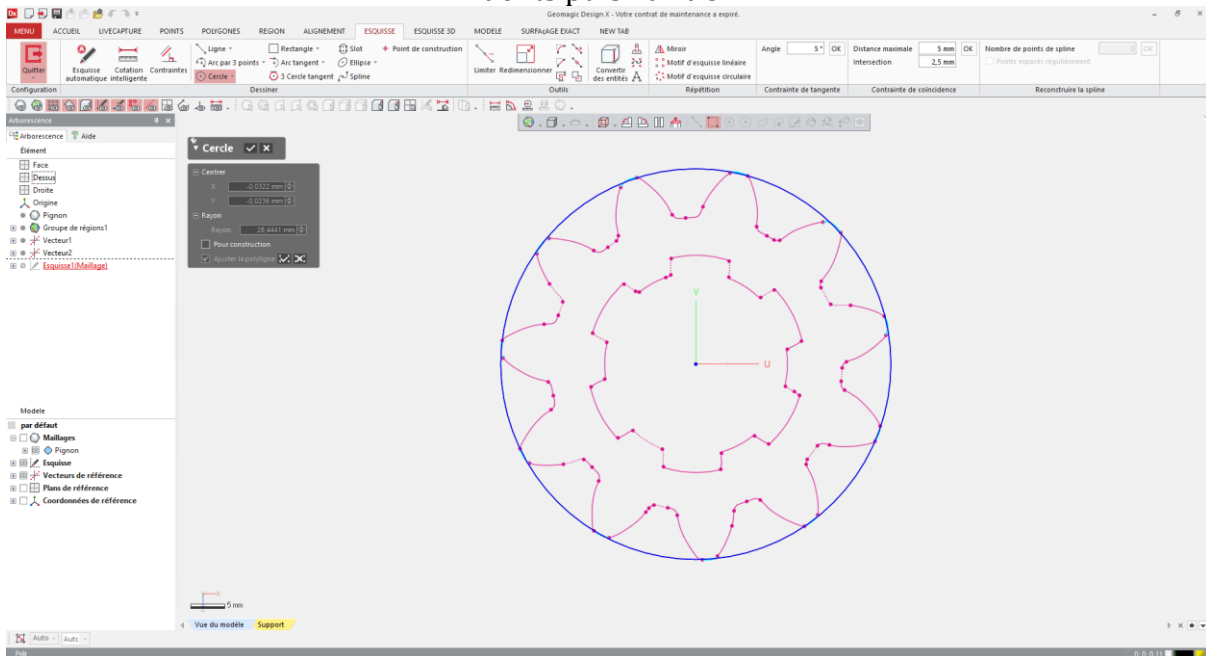 Geomagic Design X - Votre contrat de maintenance a expiré.
MENU ACCUEIL LIVECAPTURE POINTS POLYGONES REGION ALIGNEMENT ESQUISSE ESQUISSE 3D MODELE SURFAçAGE EXACT NEW TAB
Ligne Rectangle Slot Point de construction Miroir Angle 5° OK Distance maximale 5 mm OK Nombre de points de spline 0 OK
Arc par 3 points Arc tangent Ellipse Motif d'esquisse linéaire Intersection 2,5 mm Points espacés régulièrement
Cercle 3 Cercle tangent Spline Motif d'esquisse circulaire
Quitter Esquisse automatique Cotation intelligente Contraintes Limiter Redimensionner Convertir des entités
Configuration Dessiner Outils Répétition Contrainte de tangente Contrainte de coïncidence Reconstruire la spline
Arborescence
Arborescence Aide
Élément
Face
Dessus
Droite
Origine
Pignon
Groupe de régions1
Vecteur1
Vecteur2
Esquisse1(Maillage)
Cercle
Centrer
X -0,0322 mm
Y -0,0236 mm
Rayon
Rayon 28,4441 mm
Pour construction
Ajuster la polyligne
V
U
Modele
par défaut
Maillages
Pignon
Esquisse
Vecteurs de référence
Plans de référence
Coordonnées de référence
X
5 mm
Vue du modèle Support
Auto Auto
Prêt 0: 0: 0.11